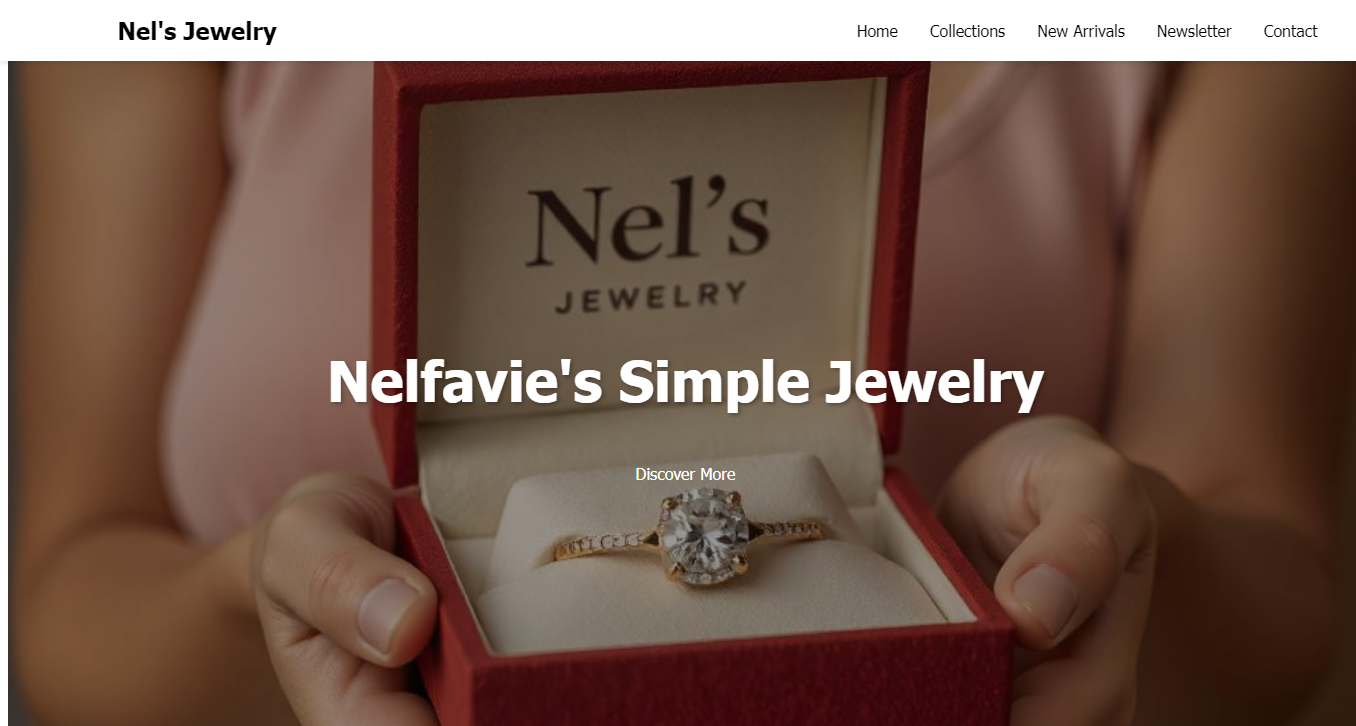 Nel's Jewelry
Home Collections New Arrivals Newsletter Contact
Nel’s
JEWELRY
Nelfavie's Simple Jewelry
Discover More